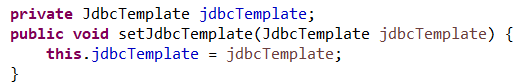 private JdbcTemplate jdbcTemplate;
public void setJdbcTemplate(JdbcTemplate jdbcTemplate) {
    this.jdbcTemplate = jdbcTemplate;
}